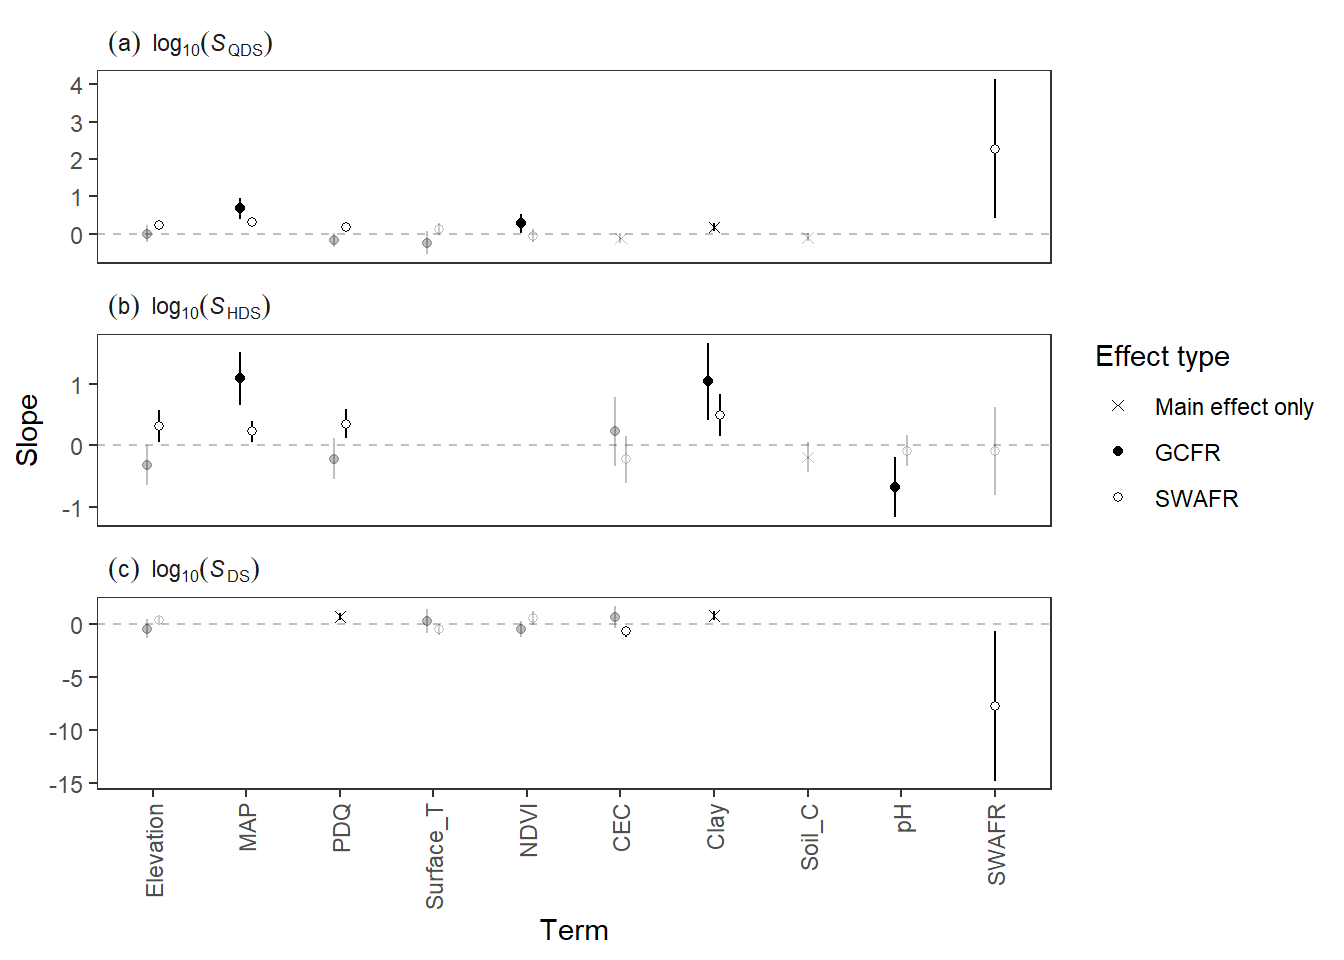 (a) log10(SQDS)
4
3
2
1
0
(b) log10(SHDS)
1
0
-1
(c) log10(SDS)
0
-5
-10
-15
Slope
Elevation
MAP
PDQ
Surface_T
NDVI
CEC
Clay
Soil_C
pH
SWAFR
Term
Effect type
Main effect only
GCFR
SWAFR